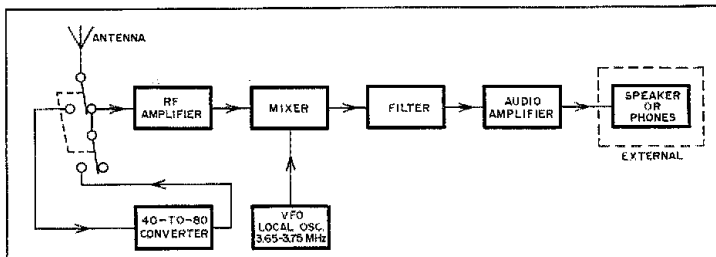 ANTENNA
RF
AMPLIFIER
MIXER
FILTER
AUDIO
AMPLIFIER
SPEAKER
OR
PHONES
EXTERNAL
40-TO-80
CONVERTER
VFO
LOCAL OSC.
3.65-3.75 MHz